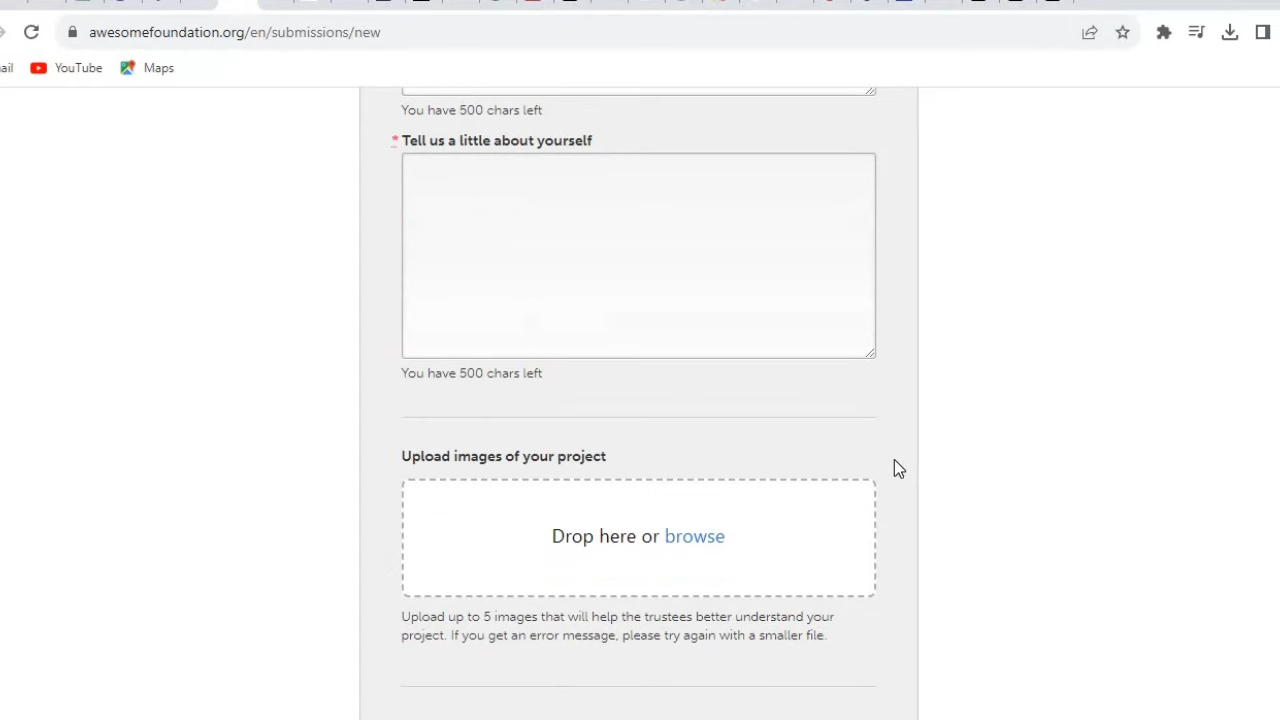 awesomefoundation.org/en/submissions/new
ail YouTube Maps
You have 500 chars left
* Tell us a little about yourself
You have 500 chars left
Upload images of your project
Drop here or browse
Upload up to 5 images that will help the trustees better understand your
project. If you get an error message, please try again with a smaller file.